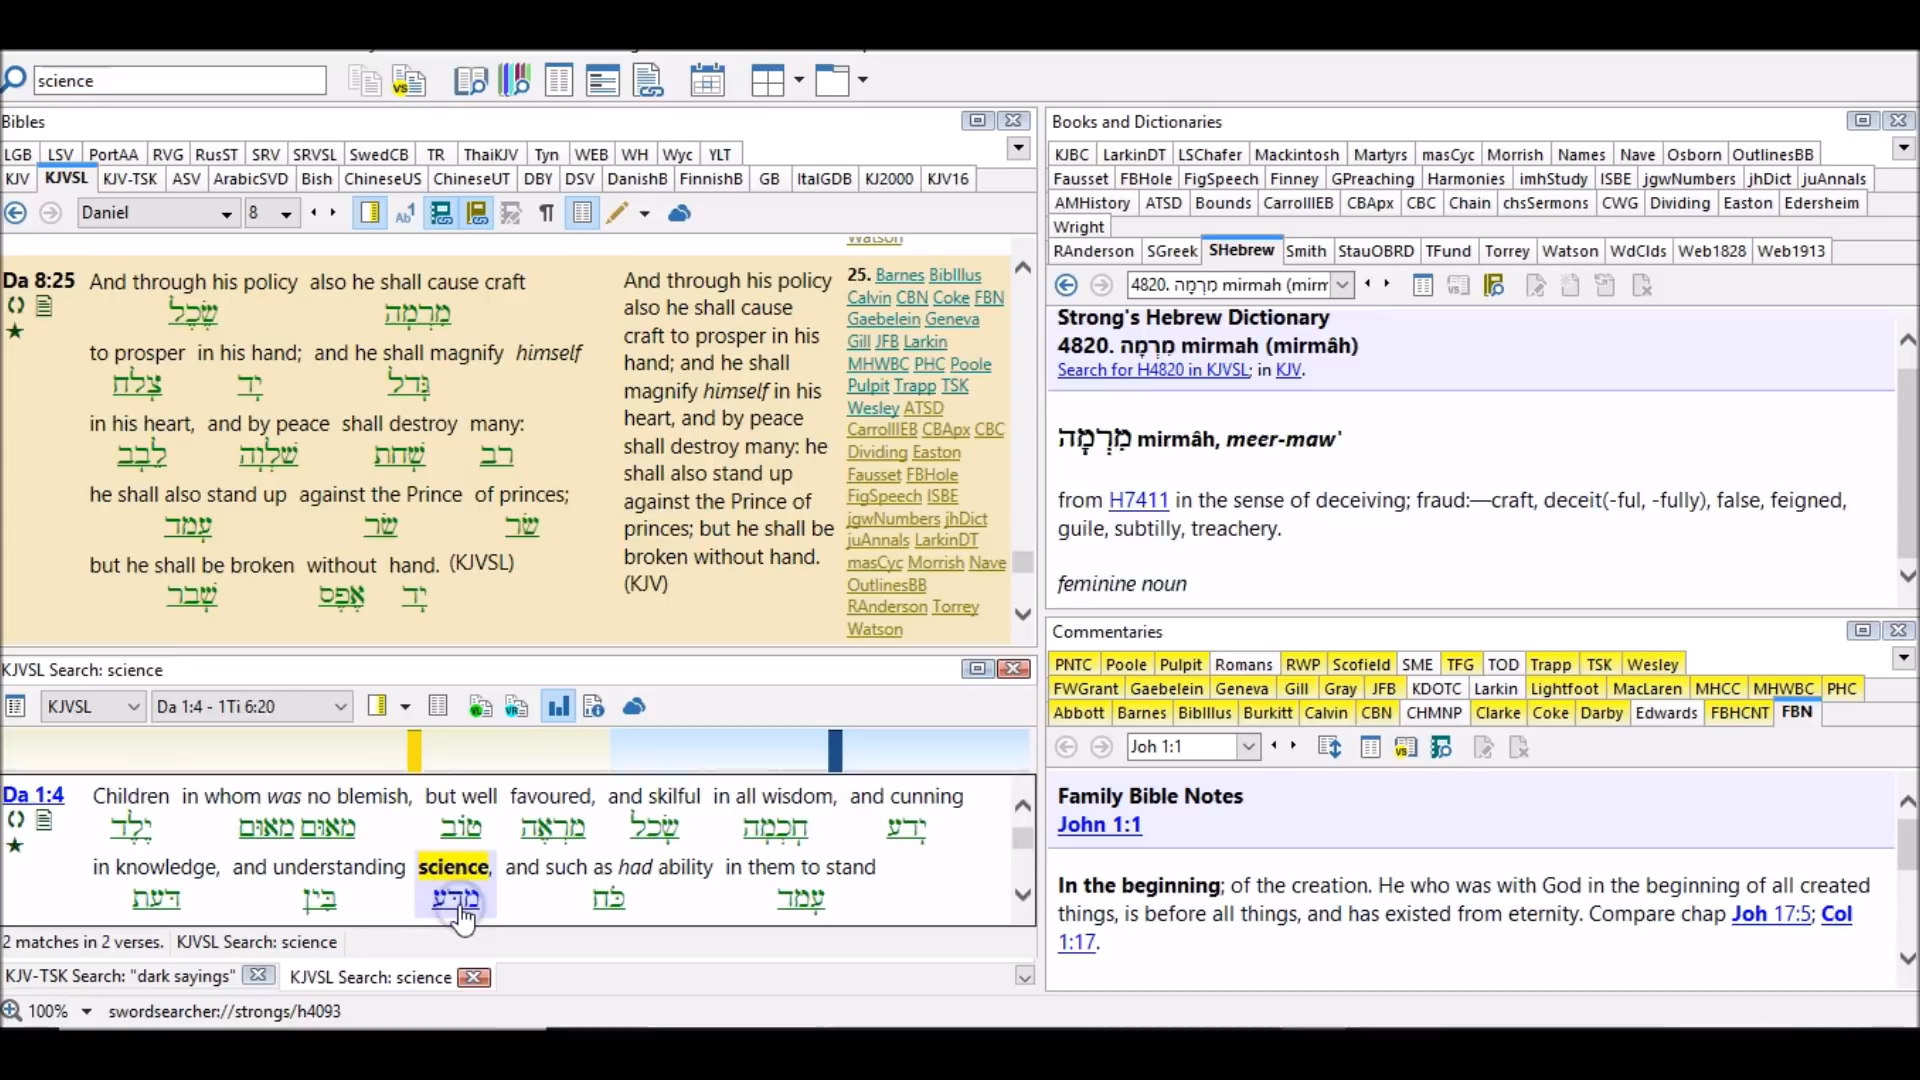 science
Bibles
LGB LSV PortAA RVG RusST SRV SRVSL SwedCB TR ThaiKJV Tyn WEB WH Wyc YLT
KJV KJVSL KJV-TSK ASV ArabicSVD Bish ChineseUS ChineseUT DBY DSV DanishB FinnishB GB ItalGDB KJ2000 KJV16
Daniel 8
Da 8:25 And through his policy also he shall cause craft
שֶׂכֶל מִרְמָה
to prosper in his hand; and he shall magnify himself
צָלַח יָד גָּדַל
in his heart, and by peace shall destroy many:
לֵבָב שַׁלְוָה שָׁחַת רַב
he shall also stand up against the Prince of princes;
עָמַד שַׂר שַׂר
but he shall be broken without hand. (KJVSL)
שָׁבַר אֶפֶס יָד
And through his policy
also he shall cause
craft to prosper in his
hand; and he shall
magnify himself in his
heart, and by peace
shall destroy many: he
shall also stand up
against the Prince of
princes; but he shall be
broken without hand.
(KJV)
Watson
25. Barnes BibIllus
Calvin CBN Coke FBN
Gaebelein Geneva
Gill JFB Larkin
MHWBC PHC Poole
Pulpit Trapp TSK
Wesley ATSD
CarrollIEB CBApx CBC
Dividing Easton
Fausset FBHole
FigSpeech ISBE
jgwNumbers jhDict
juAnnals LarkinDT
masCyc Morrish Nave
OutlinesBB
RAnderson Torrey
Watson
KJVSL Search: science
KJVSL Da 1:4 - 1Ti 6:20
Da 1:4 Children in whom was no blemish, but well favoured, and skilful in all wisdom, and cunning
יֶלֶד מאוּם מאוּם טוֹב מַרְאֶה שָׂכַל חׇכְמָה יָדַע
in knowledge, and understanding science, and such as had ability in them to stand
דַּעַת בִּין מַדָּע כֹּחַ עָמַד
2 matches in 2 verses. KJVSL Search: science
KJV-TSK Search: "dark sayings" KJVSL Search: science
100% swordsearcher://strongs/h4093
Books and Dictionaries
KJBC LarkinDT LSChafer Mackintosh Martyrs masCyc Morrish Names Nave Osborn OutlinesBB
Fausset FBHole FigSpeech Finney GPreaching Harmonies imhStudy ISBE jgwNumbers jhDict juAnnals
AMHistory ATSD Bounds CarrollIEB CBApx CBC Chain chsSermons CWG Dividing Easton Edersheim
Wright
RAnderson SGreek SHebrew Smith StauOBRD TFund Torrey Watson WdClds Web1828 Web1913
4820. מִרְמָה mirmah (mirm
Strong's Hebrew Dictionary
4820. מִרְמָה mirmah (mirmâh)
Search for H4820 in KJVSL; in KJV.
מִרְמָה mirmâh, meer-maw'
from H7411 in the sense of deceiving; fraud:—craft, deceit(-ful, -fully), false, feigned,
guile, subtilly, treachery.
feminine noun
Commentaries
PNTC Poole Pulpit Romans RWP Scofield SME TFG TOD Trapp TSK Wesley
FWGrant Gaebelein Geneva Gill Gray JFB KDOTC Larkin Lightfoot MacLaren MHCC MHWBC PHC
Abbott Barnes BibIllus Burkitt Calvin CBN CHMNP Clarke Coke Darby Edwards FBHCNT FBN
Joh 1:1
Family Bible Notes
John 1:1
In the beginning; of the creation. He who was with God in the beginning of all created
things, is before all things, and has existed from eternity. Compare chap Joh 17:5; Col
1:17.